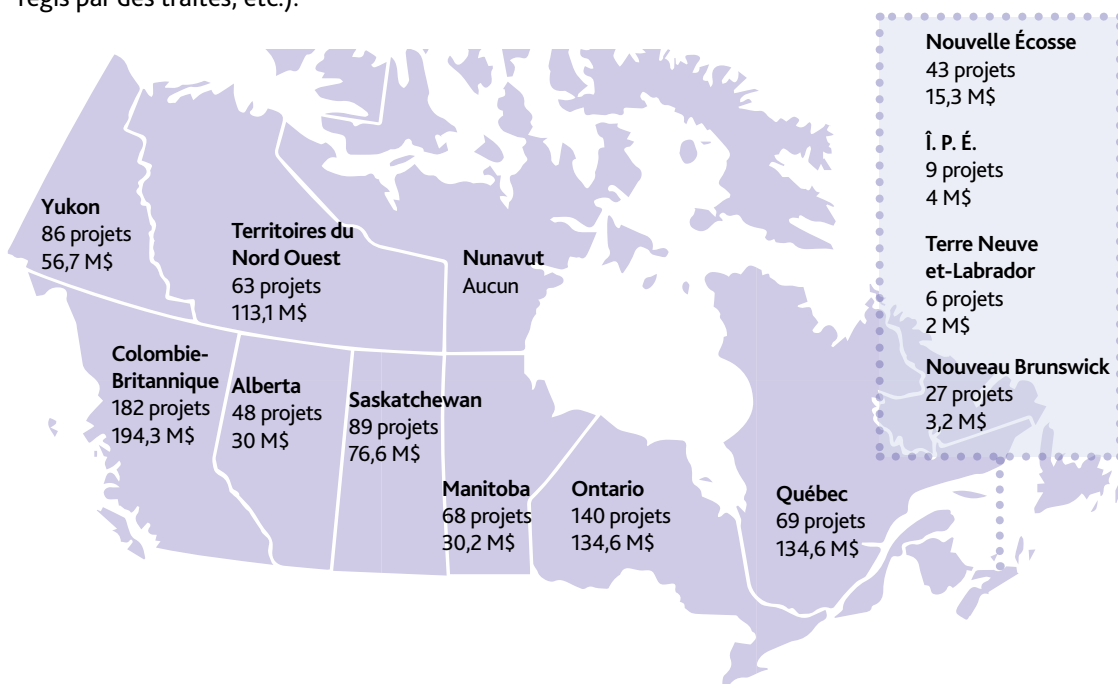 régis par des traités, etc.).
Yukon
86 projets
56,7 M$
Territoires du
Nord Ouest
63 projets
113,1 M$
Nunavut
Aucun
Colombie-
Britannique
182 projets
194,3 M$
Alberta
48 projets
30 M$
Saskatchewan
89 projets
76,6 M$
Manitoba
68 projets
30,2 M$
Ontario
140 projets
134,6 M$
Québec
69 projets
134,6 M$
Nouvelle Écosse
43 projets
15,3 M$
Î. P. É.
9 projets
4 M$
Terre Neuve
et-Labrador
6 projets
2 M$
Nouveau Brunswick
27 projets
3,2 M$